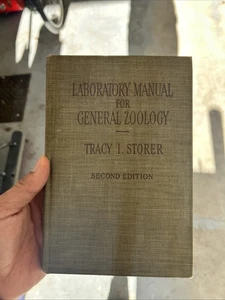 LABORATORY MANUAL
FOR
GENERAL ZOOLOGY
TRACY I. STORER
SECOND EDITION